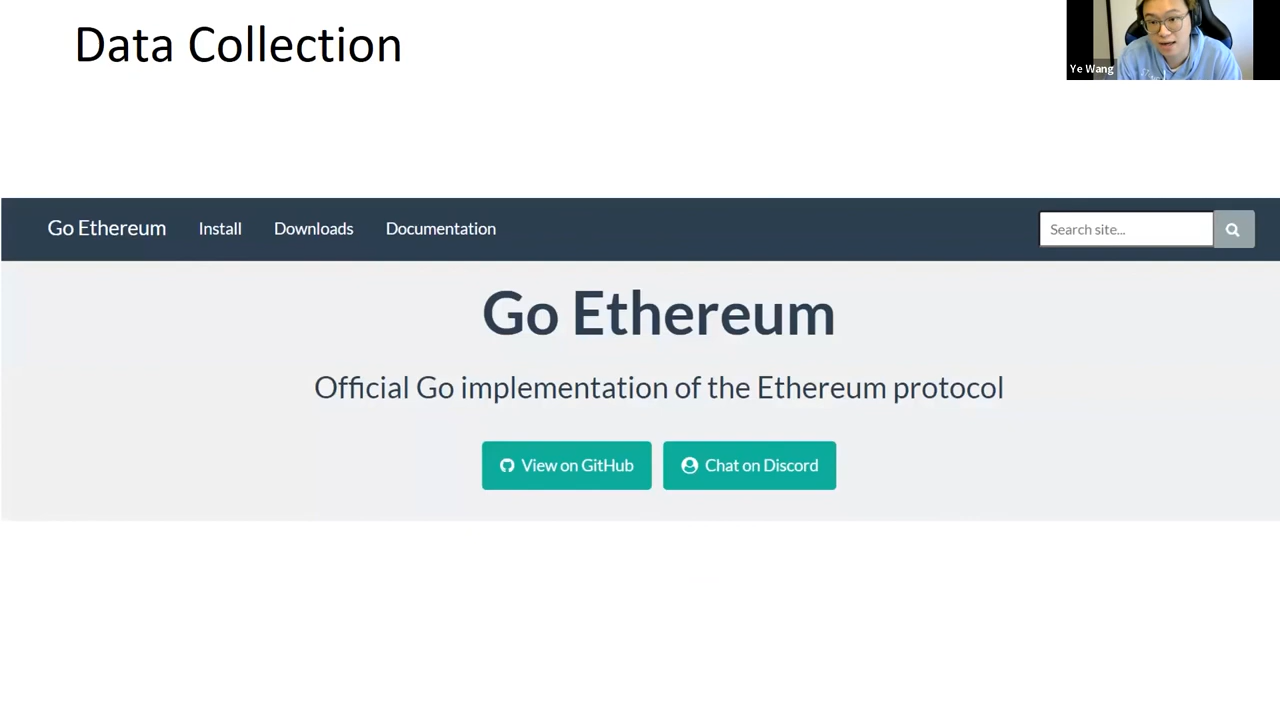 Data Collection
Ye Wang
Go Ethereum Install Downloads Documentation Search site...
Go Ethereum
Official Go implementation of the Ethereum protocol
View on GitHub Chat on Discord